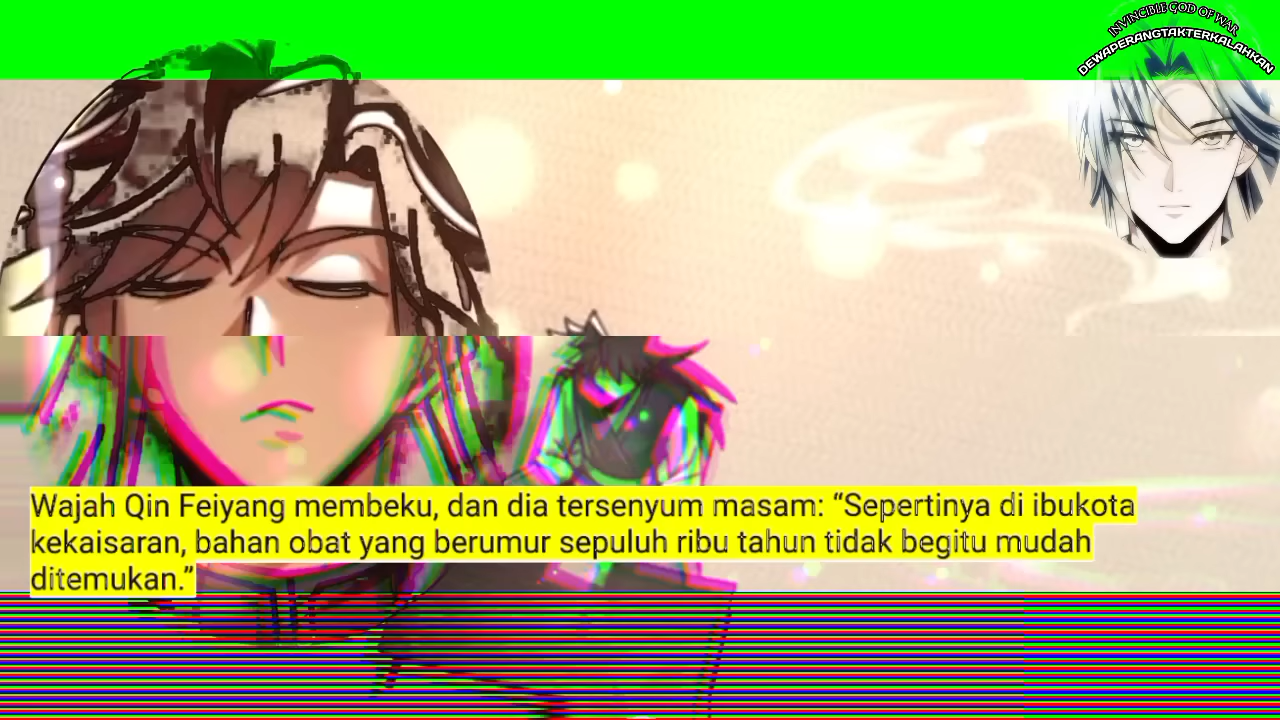 INVINCIBLE GOD OF WAR
DEWAPERANGTAKTERKALAHKAN
Wajah Qin Feiyang membeku, dan dia tersenyum masam: “Sepertinya di ibukota
kekaisaran, bahan obat yang berumur sepuluh ribu tahun tidak begitu mudah
ditemukan.”